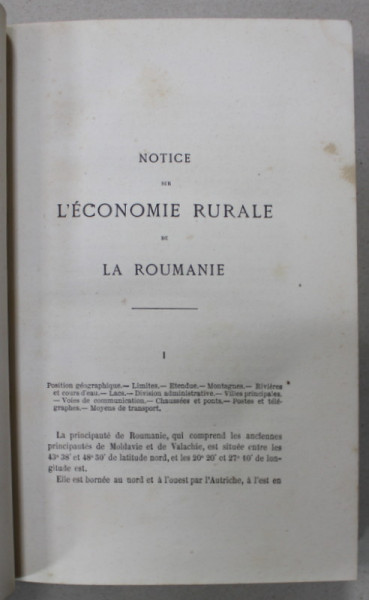 NOTICE
SUR
L'ÉCONOMIE RURALE
DE
LA ROUMANIE
I
Position géographique.— Limites.— Etendue.— Montagnes.— Rivières
et cours d'eau.— Lacs.— Division administrative.— Villes principales.
— Voies de communication.— Chaussées et ponts.— Postes et télé-
graphes.— Moyens de transport.
La principauté de Roumanie, qui comprend les anciennes
principautés de Moldavie et de Valachie, est située entre les
43° 38' et 48° 50' de latitude nord, et les 20° 20' et 27° 10' de lon-
gitude est.
Elle est bornée au nord et à l'ouest par l'Autriche, à l'est en